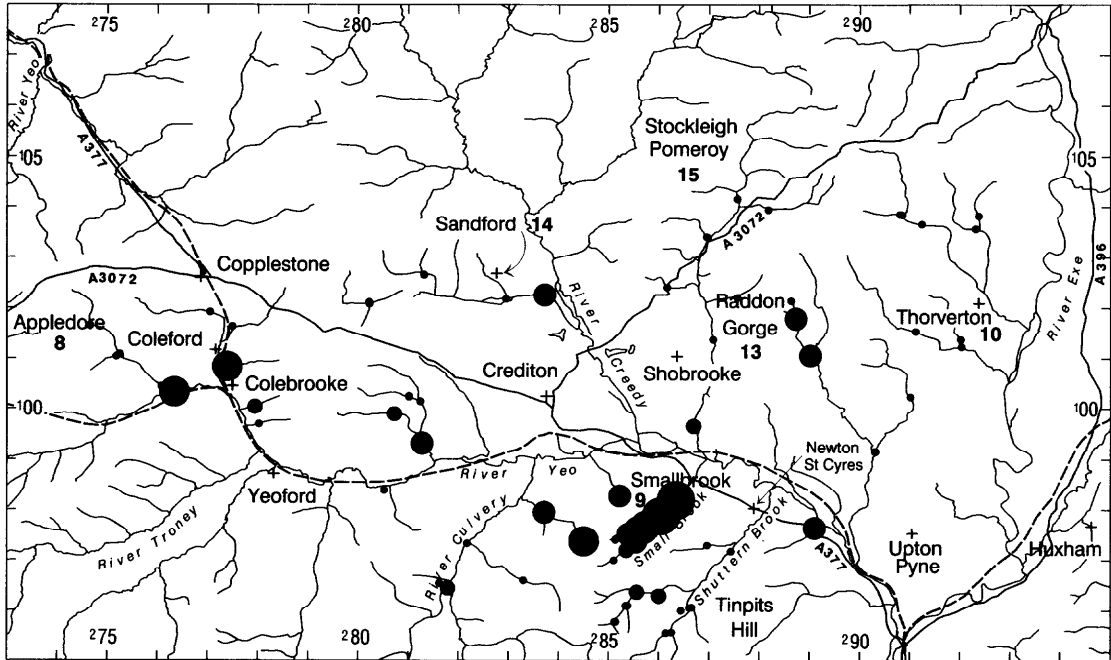 275
280
285
290
River Yeo
A377
Stockleigh
Pomeroy
15
105
105
Sandford 14
A3072
A396
Copplestone
A3072
River Exe
Appledore
8
Coleford
River
Creedy
Raddon
Gorge
13
Thorverton
10
Crediton
Shobrooke
Colebrooke
100
100
Newton
St Cyres
River Yeo
Smallbrook
9
Yeoford
River Troney
River Culvery
Small Brook
Shuttern Brook
A377
Upton
Pyne
Huxham
Tinpits
Hill
275
280
285
290